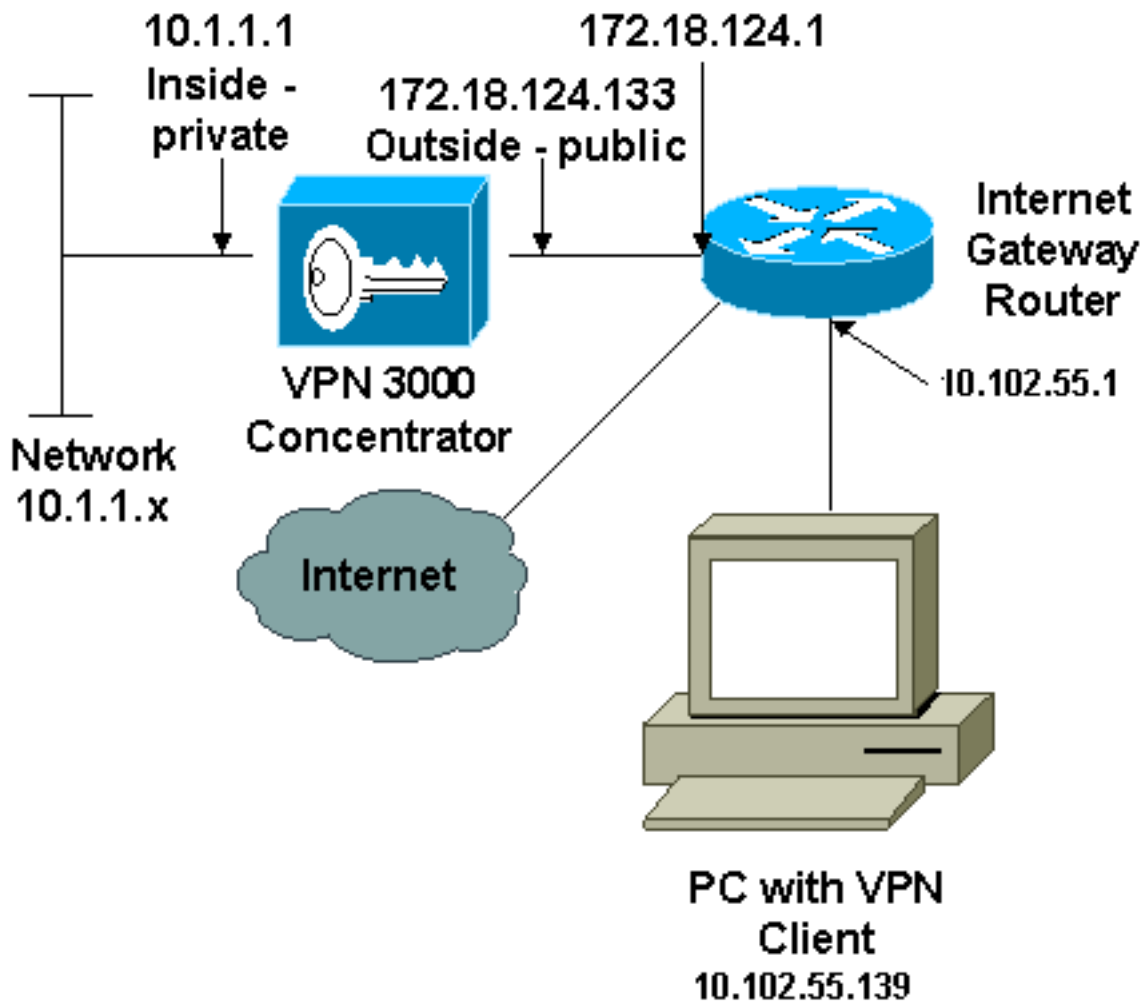 10.1.1.1
Inside -
private
172.18.124.133
Outside - public
172.18.124.1
Internet
Gateway
Router
10.102.55.1
VPN 3000
Concentrator
Network
10.1.1.x
Internet
PC with VPN
Client
10.102.55.139